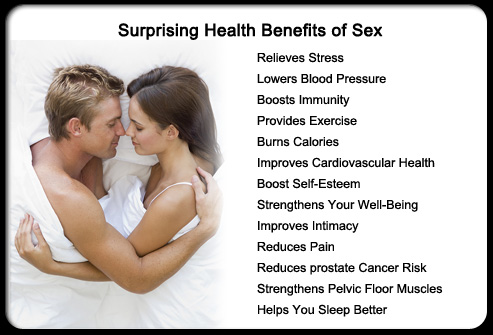 Surprising Health Benefits of Sex
Relieves Stress
Lowers Blood Pressure
Boosts Immunity
Provides Exercise
Burns Calories
Improves Cardiovascular Health
Boost Self-Esteem
Strengthens Your Well-Being
Improves Intimacy
Reduces Pain
Reduces prostate Cancer Risk
Strengthens Pelvic Floor Muscles
Helps You Sleep Better